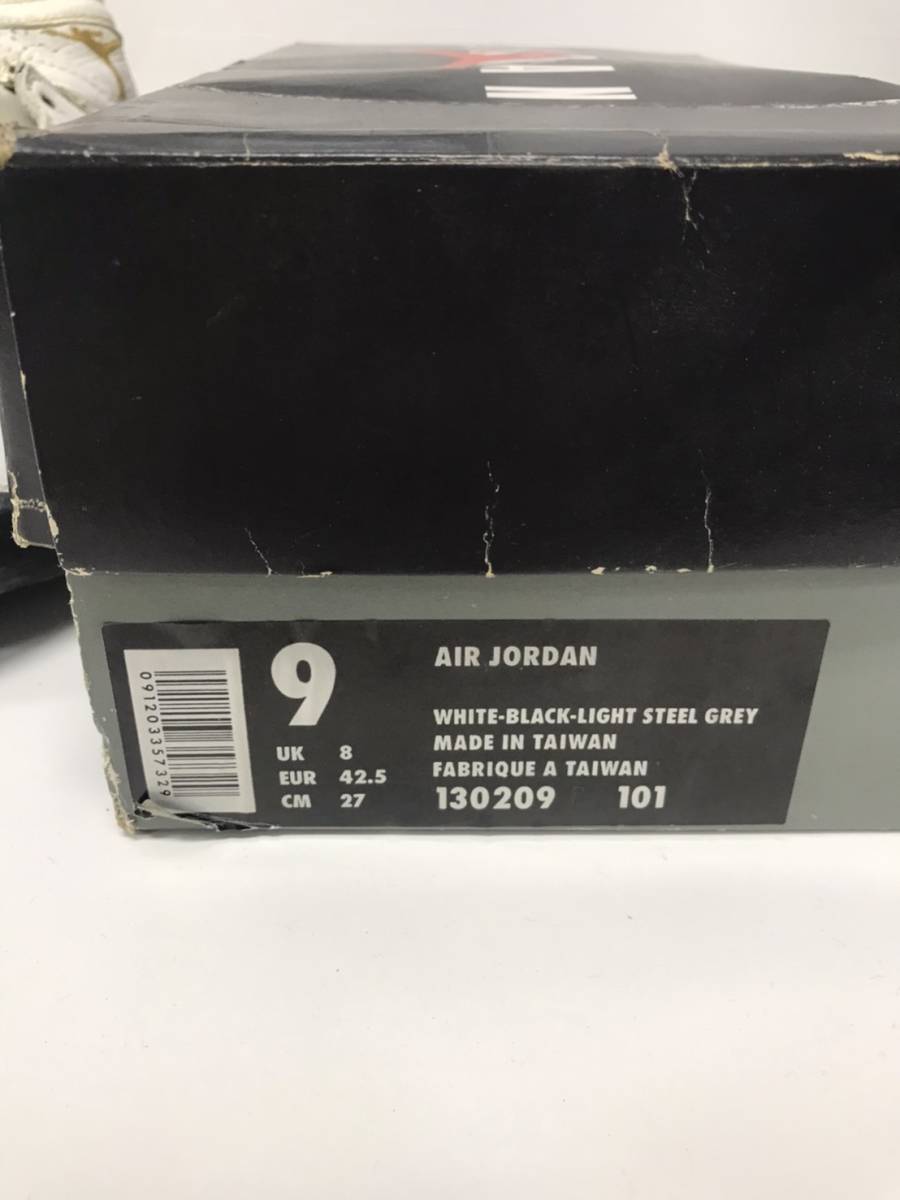 9
UK 8
EUR 42.5
CM 27
AIR JORDAN
WHITE-BLACK-LIGHT STEEL GREY
MADE IN TAIWAN
FABRIQUE A TAIWAN
130209 101
091203357329